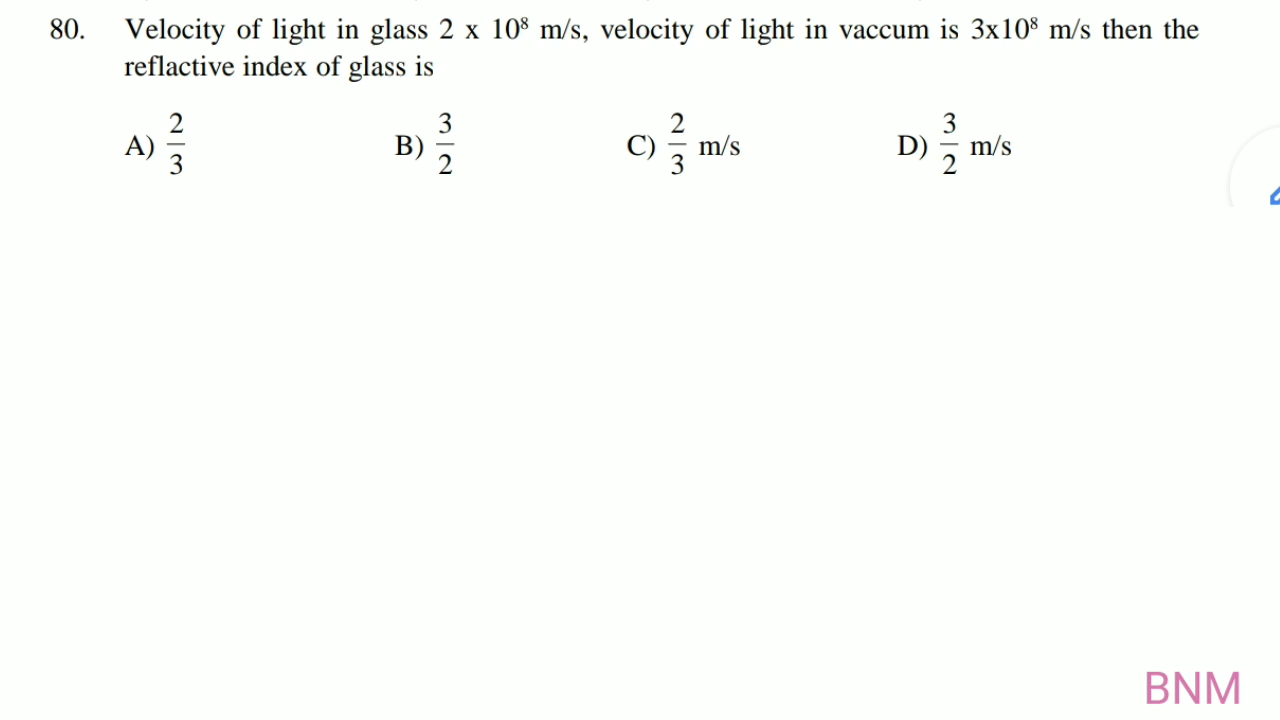 80. Velocity of light in glass 2 x 10⁸ m/s, velocity of light in vaccum is 3x10⁸ m/s then the
reflactive index of glass is
A) 2/3 B) 3/2 C) 2/3 m/s D) 3/2 m/s
BNM